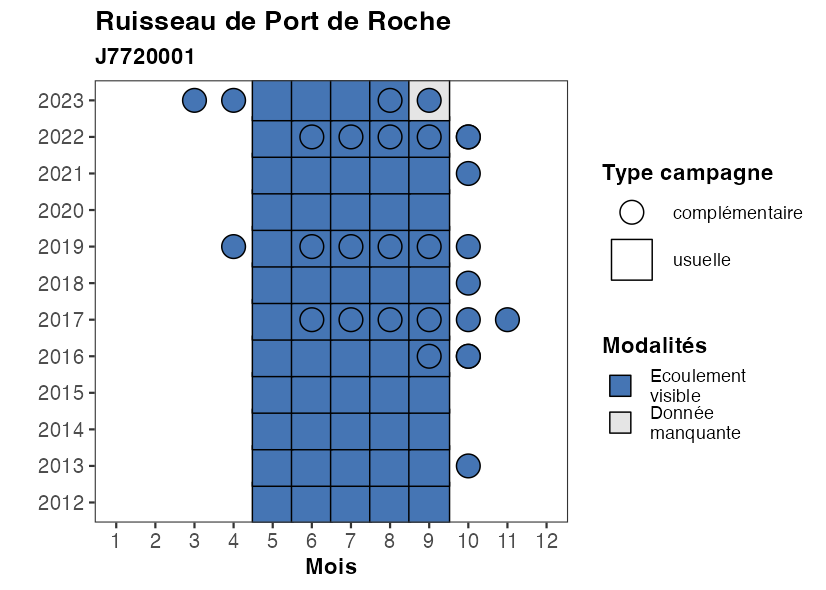 Ruisseau de Port de Roche
J7720001
2023
2022
2021
2020
2019
2018
2017
2016
2015
2014
2013
2012
1 2 3 4 5 6 7 8 9 10 11 12
Mois
Type campagne
complémentaire
usuelle
Modalités
Ecoulement
visible
Donnée
manquante